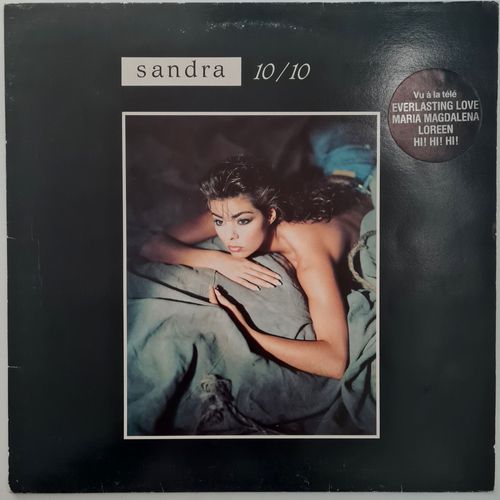 sandra 10/10
Vu à la télé
EVERLASTING LOVE
MARIA MAGDALENA
LOREEN
HI! HI! HI!